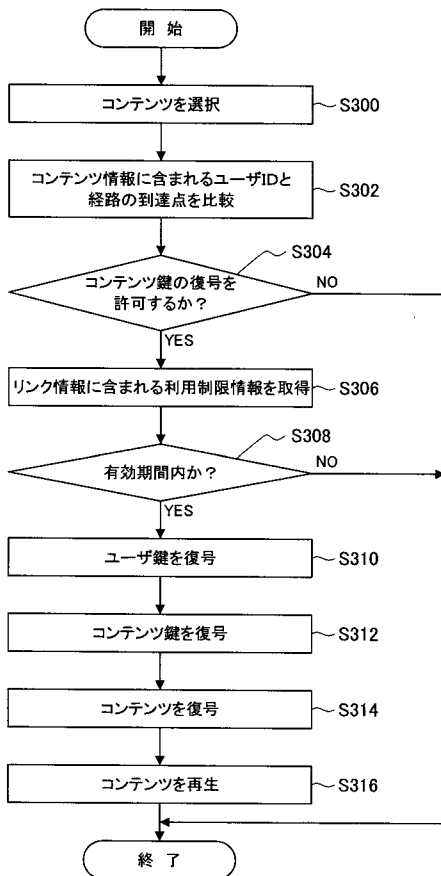 開 始
コンテンツを選択
S300
コンテンツ情報に含まれるユーザIDと
経路の到達点を比較
S302
S304
コンテンツ鍵の復号を
許可するか?
NO
YES
リンク情報に含まれる利用制限情報を取得
S306
S308
有効期間内か?
NO
YES
ユーザ鍵を復号
S310
コンテンツ鍵を復号
S312
コンテンツを復号
S314
コンテンツを再生
S316
終 了